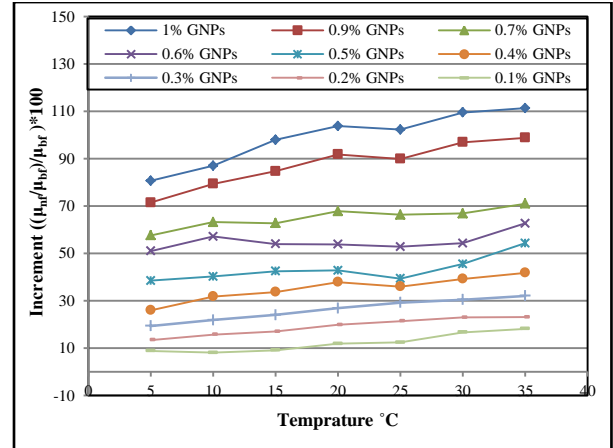 150
130
110
90
70
50
30
10
-10
1% GNPs 0.9% GNPs 0.7% GNPs
0.6% GNPs 0.5% GNPs 0.4% GNPs
0.3% GNPs 0.2% GNPs 0.1% GNPs
Increment ((μnf/μbf)/μbf )*100
0 5 10 15 20 25 30 35 40
Temprature ˚C